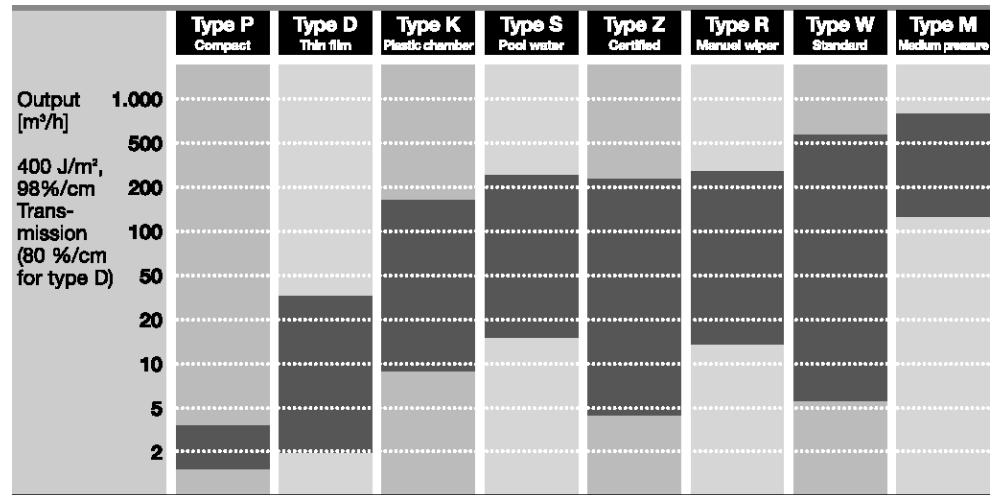 Type P
Compact
Type D
Thin film
Type K
Plastic chamber
Type S
Pool water
Type Z
Certified
Type R
Manuel wiper
Type W
Standard
Type M
Medium pressure
Output
[m³/h]
400 J/m²,
98%/cm
Trans-
mission
(80 %/cm
for type D)
1.000
500
200
100
50
20
10
5
2